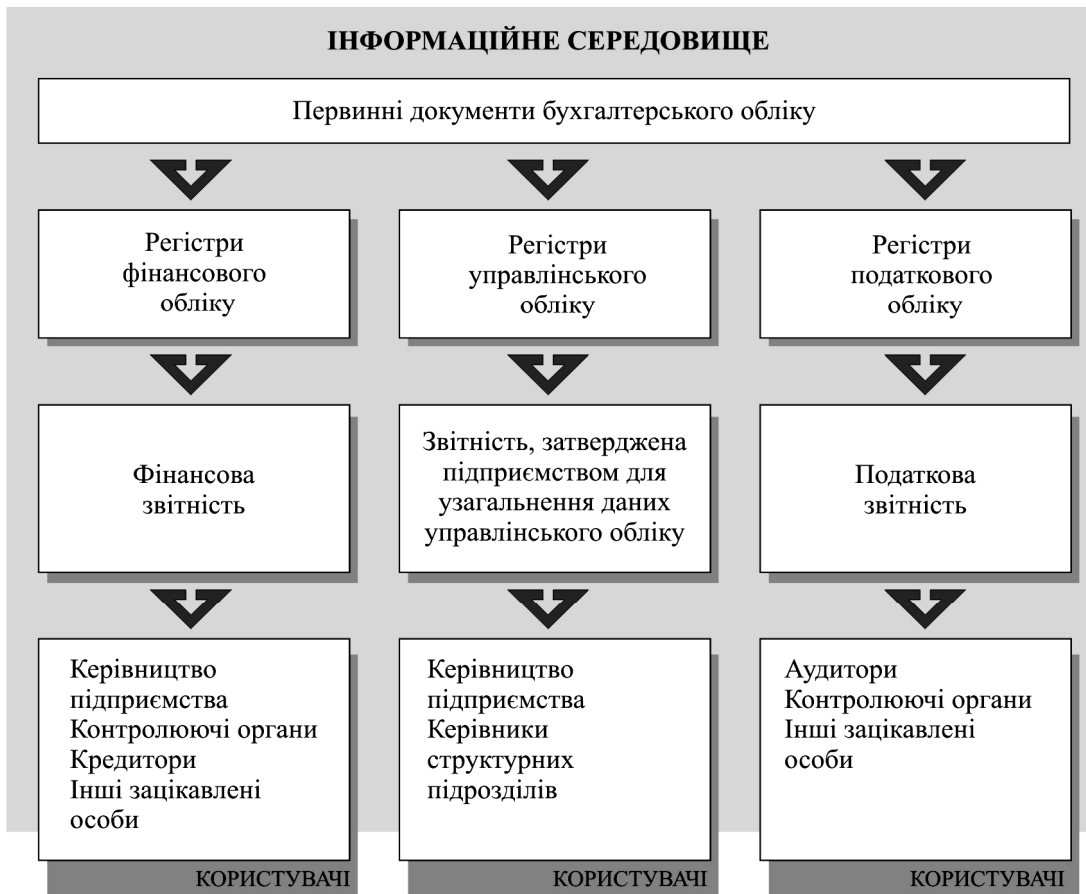 ІНФОРМАЦІЙНЕ СЕРЕДОВИЩЕ
Первинні документи бухгалтерського обліку
Регістри
фінансового
обліку
Регістри
управлінського
обліку
Регістри
податкового
обліку
Фінансова
звітність
Звітність, затверджена
підприємством для
узагальнення даних
управлінського обліку
Податкова
звітність
Керівництво
підприємства
Контролюючі органи
Кредитори
Інші зацікавлені
особи
Керівництво
підприємства
Керівники
структурних
підрозділів
Аудитори
Контролюючі органи
Інші зацікавлені
особи
КОРИСТУВАЧІ
КОРИСТУВАЧІ
КОРИСТУВАЧІ